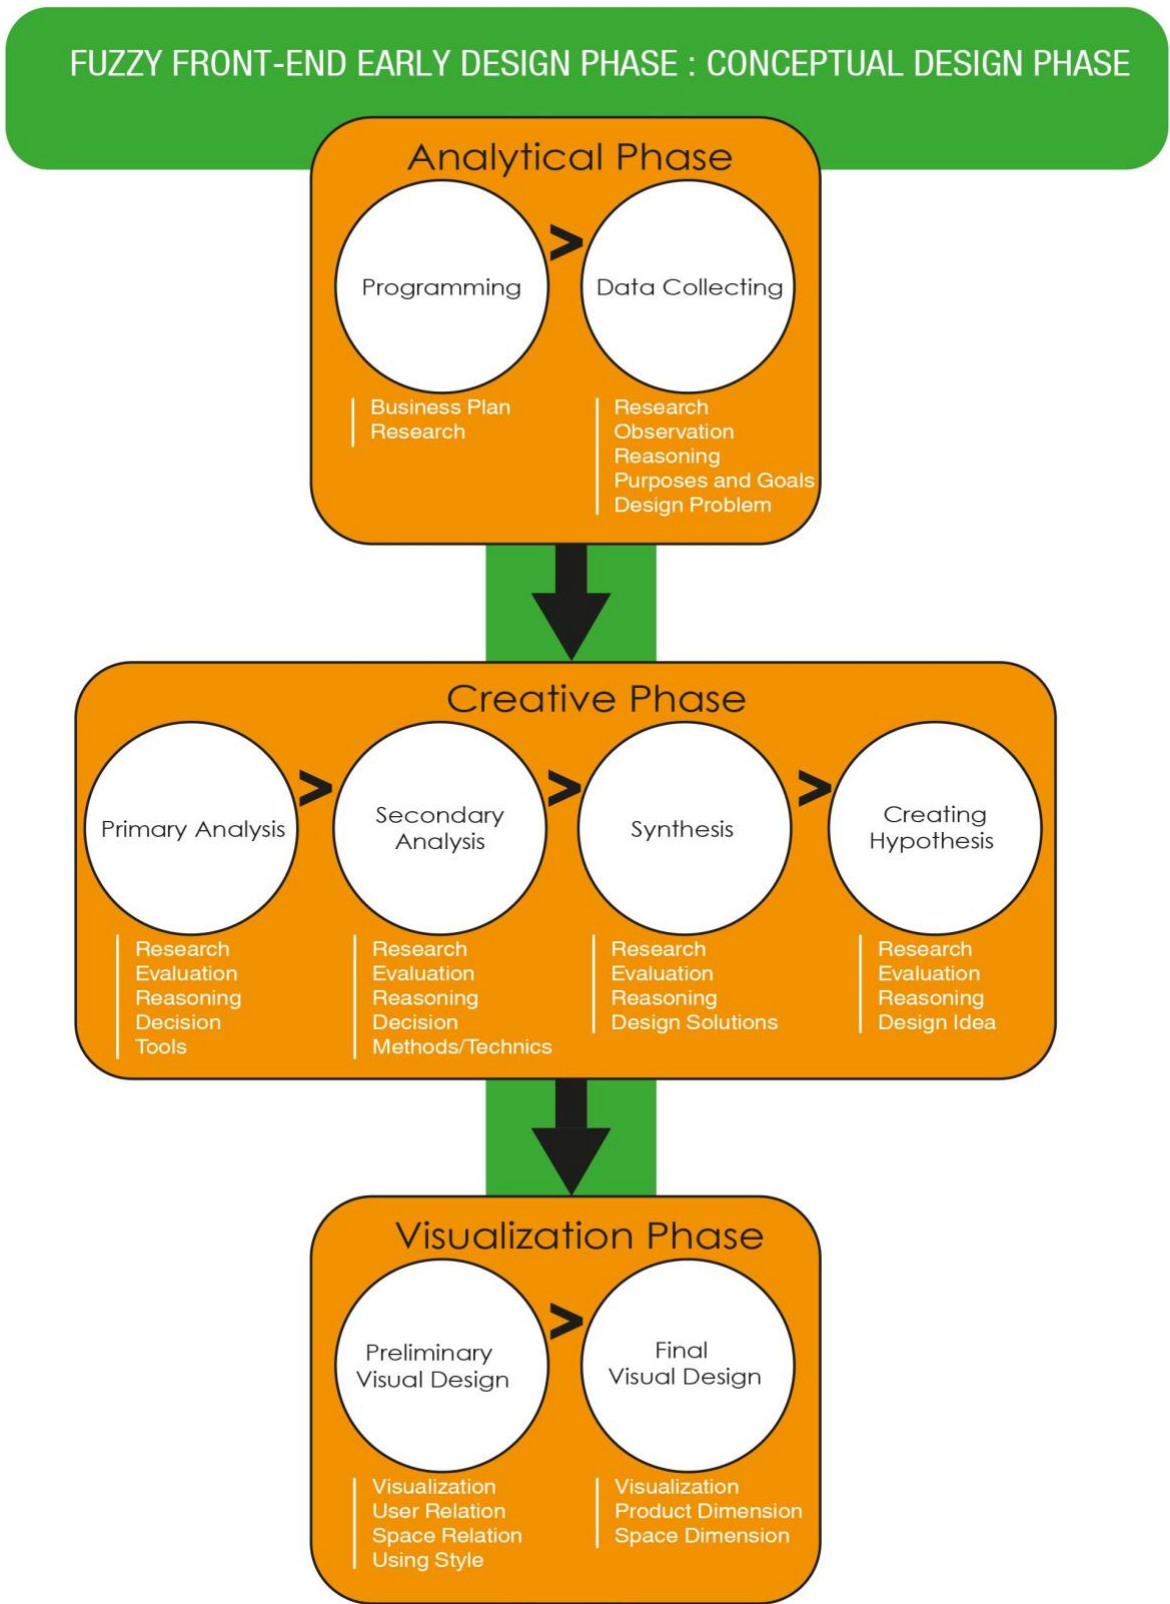 FUZZY FRONT-END EARLY DESIGN PHASE : CONCEPTUAL DESIGN PHASE
Analytical Phase
Programming
>
Data Collecting
Business Plan
Research
Research
Observation
Reasoning
Purposes and Goals
Design Problem
Creative Phase
Primary Analysis
>
Secondary
Analysis
>
Synthesis
>
Creating
Hypothesis
Research
Evaluation
Reasoning
Decision
Tools
Research
Evaluation
Reasoning
Decision
Methods/Technics
Research
Evaluation
Reasoning
Design Solutions
Research
Evaluation
Reasoning
Design Idea
Visualization Phase
Preliminary
Visual Design
>
Final
Visual Design
Visualization
User Relation
Space Relation
Using Style
Visualization
Product Dimension
Space Dimension